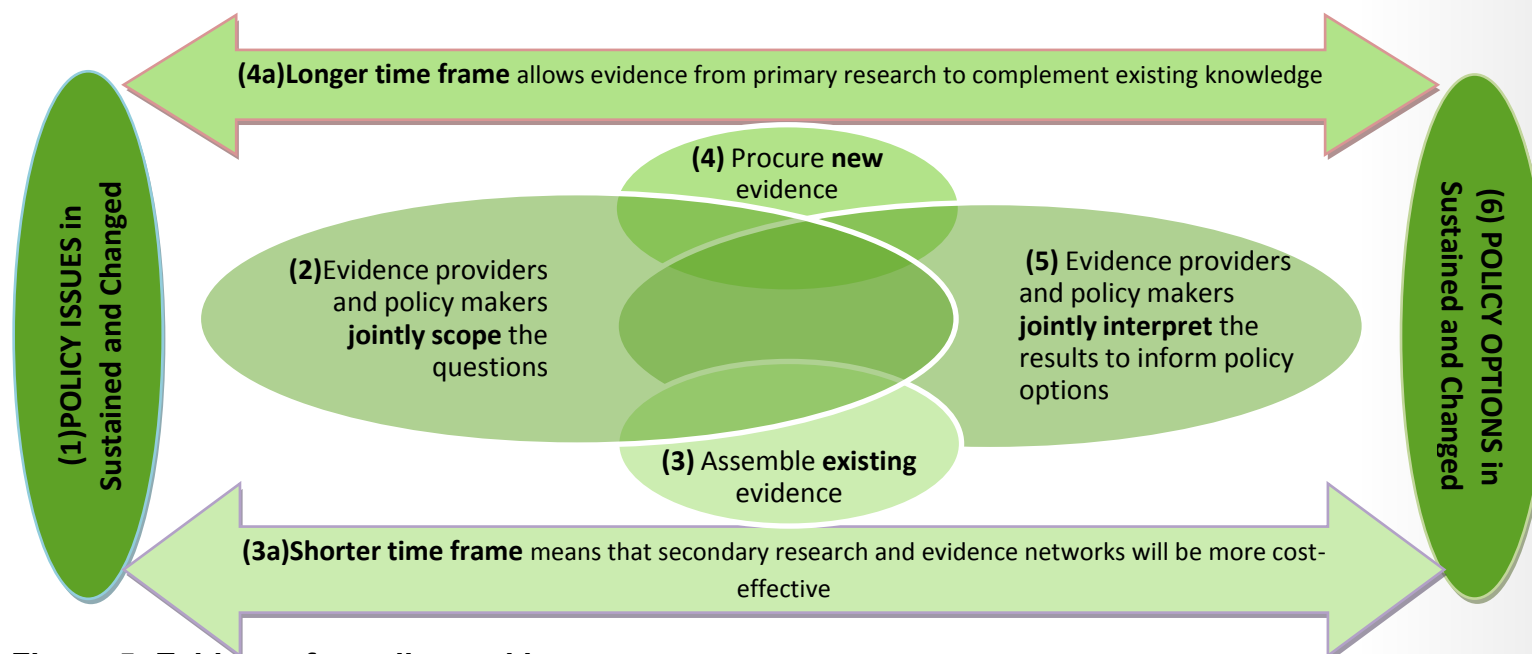 (4a)Longer time frame allows evidence from primary research to complement existing knowledge
(1)POLICY ISSUES in
Sustained and Changed
(4) Procure new
evidence
(2)Evidence providers
and policy makers
jointly scope the
questions
(5) Evidence providers
and policy makers
jointly interpret the
results to inform policy
options
(3) Assemble existing
evidence
(6) POLICY OPTIONS in
Sustained and Changed
(3a)Shorter time frame means that secondary research and evidence networks will be more cost-
effective